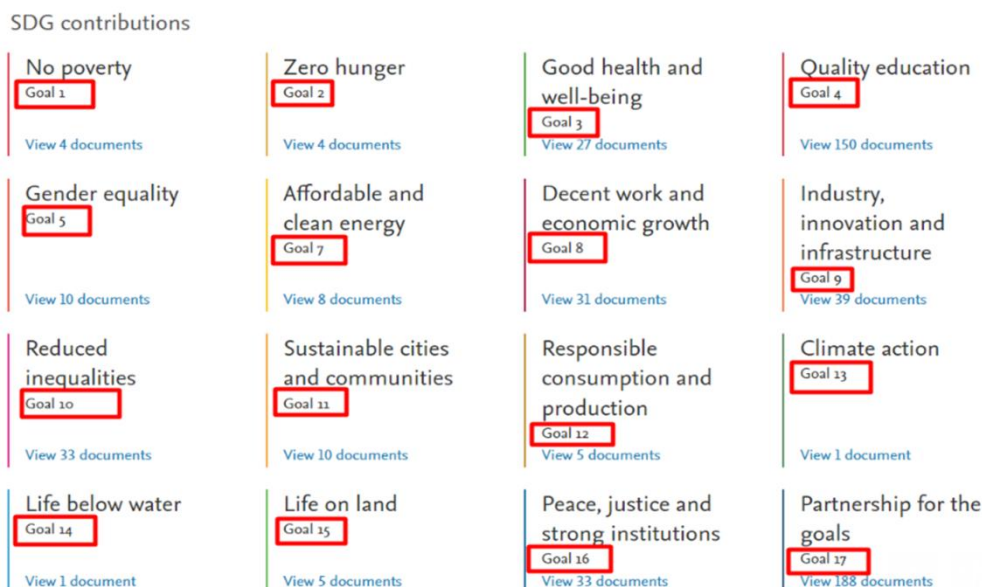 SDG contributions
No poverty
Goal 1
View 4 documents
Zero hunger
Goal 2
View 4 documents
Good health and
well-being
Goal 3
View 27 documents
Quality education
Goal 4
View 150 documents
Gender equality
Goal 5
View 10 documents
Affordable and
clean energy
Goal 7
View 8 documents
Decent work and
economic growth
Goal 8
View 31 documents
Industry,
innovation and
infrastructure
Goal 9
View 39 documents
Reduced
inequalities
Goal 10
View 33 documents
Sustainable cities
and communities
Goal 11
View 10 documents
Responsible
consumption and
production
Goal 12
View 5 documents
Climate action
Goal 13
View 1 document
Life below water
Goal 14
View 1 document
Life on land
Goal 15
View 5 documents
Peace, justice and
strong institutions
Goal 16
View 33 documents
Partnership for the
goals
Goal 17
View 188 documents